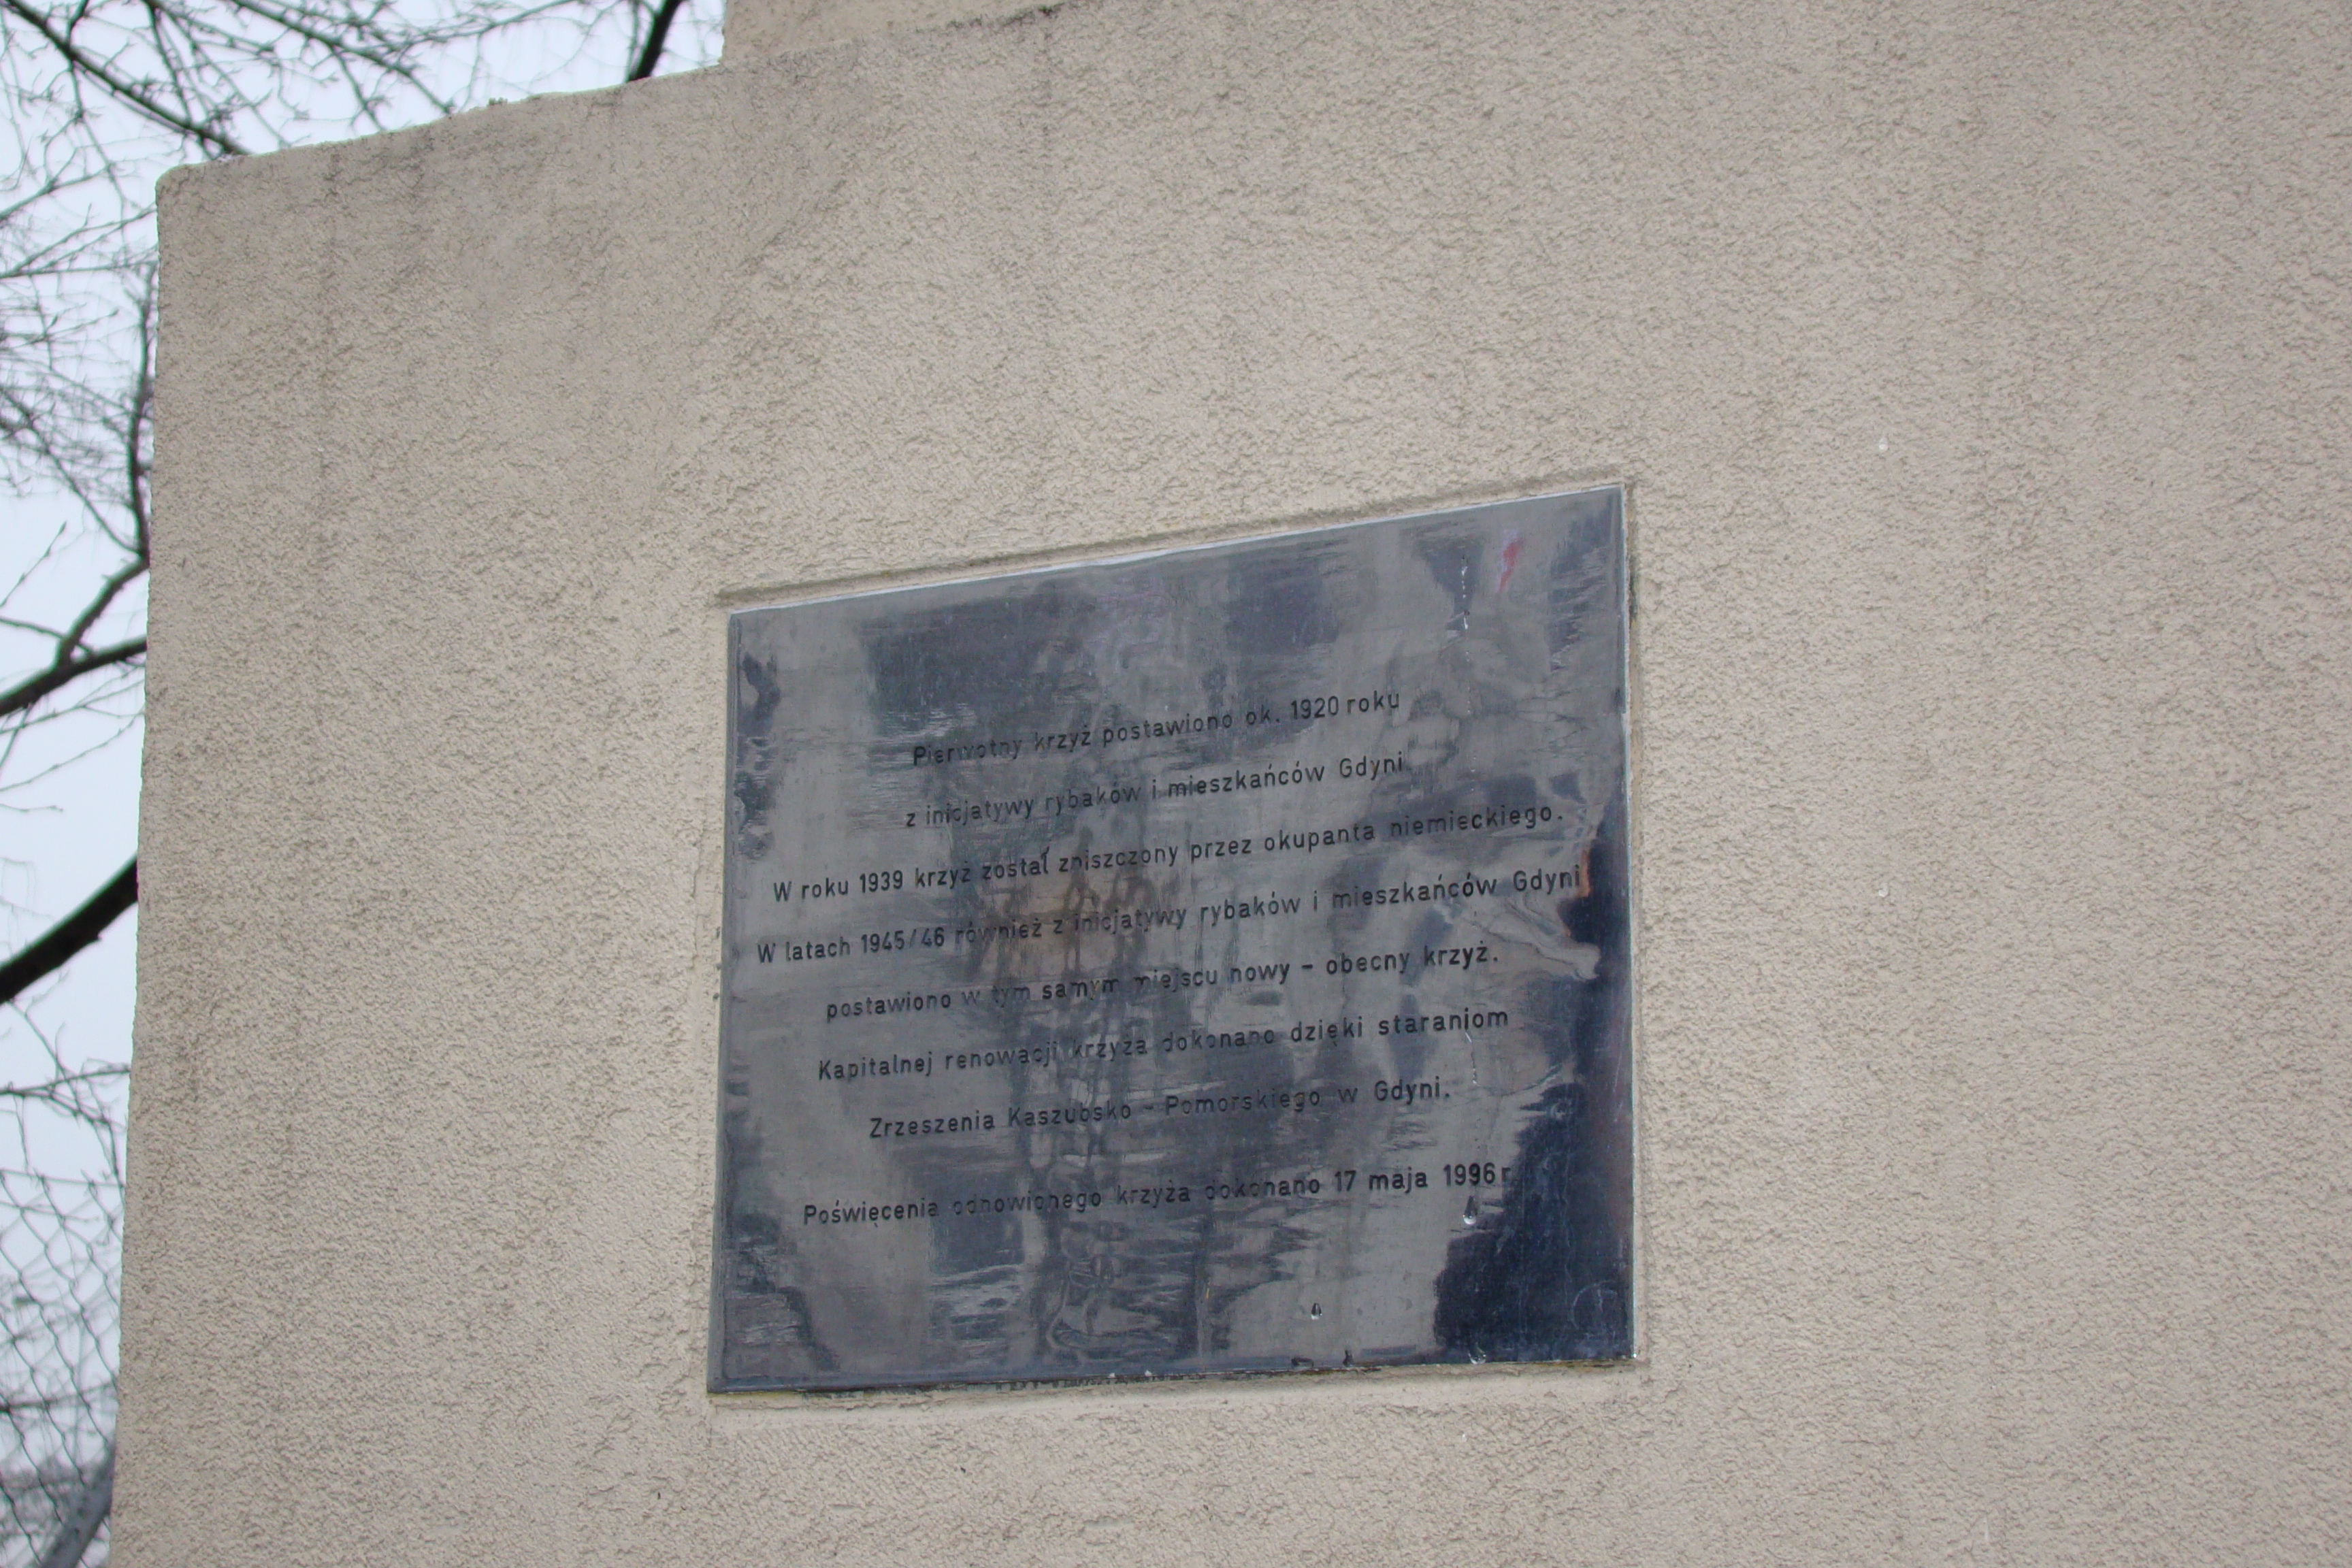 Pierwotny krzyż postawiono ok. 1920 roku
z inicjatywy rybaków i mieszkańców Gdyni
W roku 1939 krzyż został zniszczony przez okupanta niemieckiego.
W latach 1945/46 również z inicjatywy rybaków i mieszkańców Gdyni
postawiono w tym samym miejscu nowy – obecny krzyż.
Kapitalnej renowacji krzyża dokonano dzięki staraniom
Zrzeszenia Kaszubsko – Pomorskiego w Gdyni.
Poświęcenia odnowionego krzyża dokonano 17 maja 1996 r.